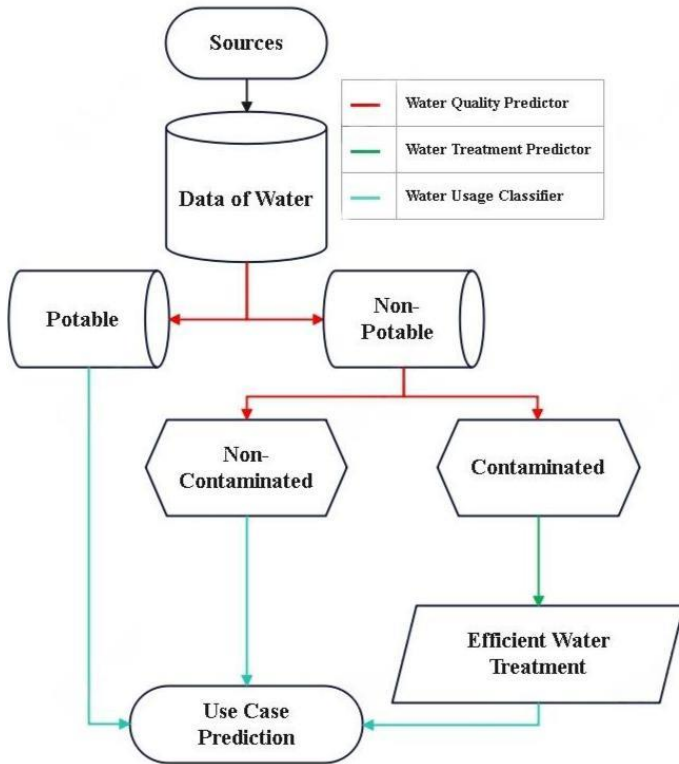 Sources
Water Quality Predictor
Water Treatment Predictor
Water Usage Classifier
Data of Water
Potable
Non-
Potable
Non-
Contaminated
Contaminated
Efficient Water
Treatment
Use Case
Prediction